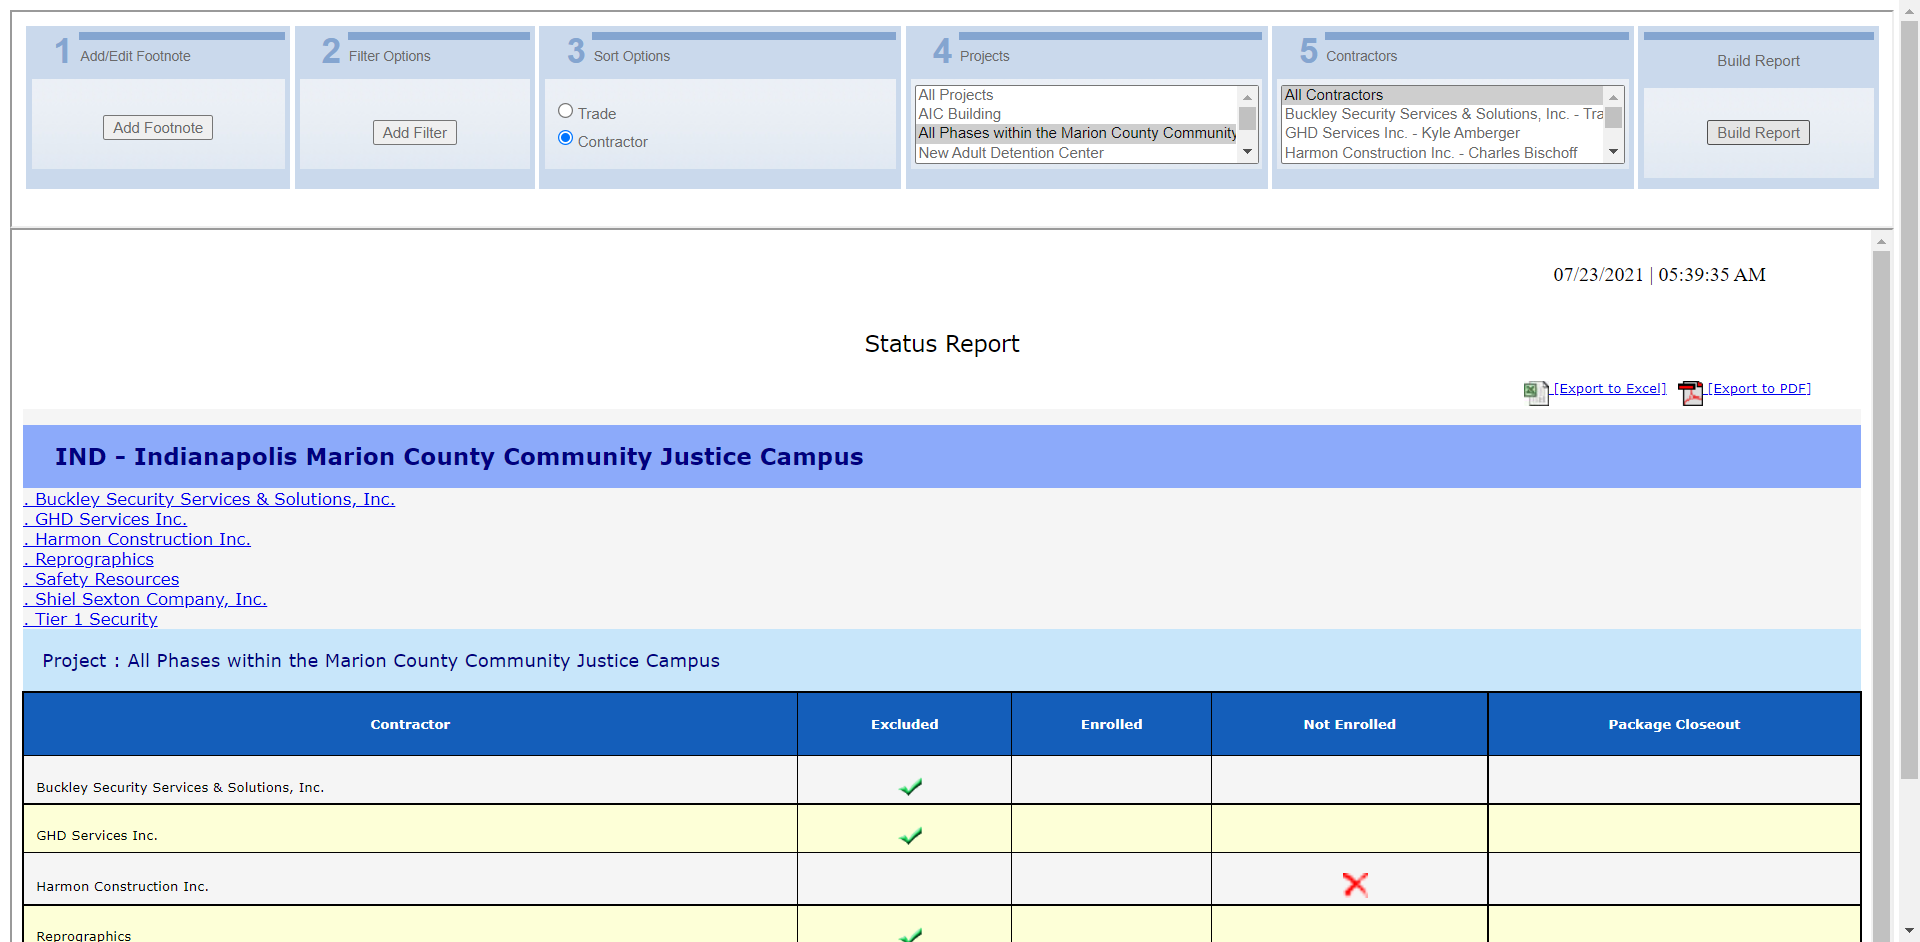 1 Add/Edit Footnote
Add Footnote
2 Filter Options
Add Filter
3 Sort Options
Trade
Contractor
4 Projects
All Projects
AIC Building
All Phases within the Marion County Community
New Adult Detention Center
5 Contractors
All Contractors
Buckley Security Services & Solutions, Inc. - Tra
GHD Services Inc. - Kyle Amberger
Harmon Construction Inc. - Charles Bischoff
Build Report
Build Report
07/23/2021 | 05:39:35 AM
Status Report
[Export to Excel] [Export to PDF]
IND - Indianapolis Marion County Community Justice Campus
. Buckley Security Services & Solutions, Inc.
. GHD Services Inc.
. Harmon Construction Inc.
. Reprographics
. Safety Resources
. Shiel Sexton Company, Inc.
. Tier 1 Security
Project : All Phases within the Marion County Community Justice Campus
Contractor Excluded Enrolled Not Enrolled Package Closeout
Buckley Security Services & Solutions, Inc.
GHD Services Inc.
Harmon Construction Inc.
Reprographics